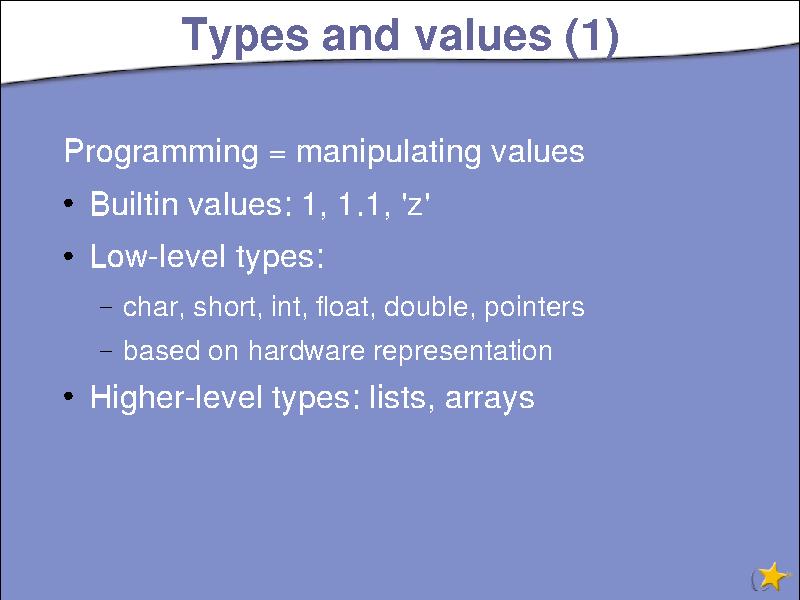 Types and values (1)
Programming = manipulating values
• Builtin values: 1, 1.1, 'z'
• Low-level types:
– char, short, int, float, double, pointers
– based on hardware representation
• Higher-level types: lists, arrays